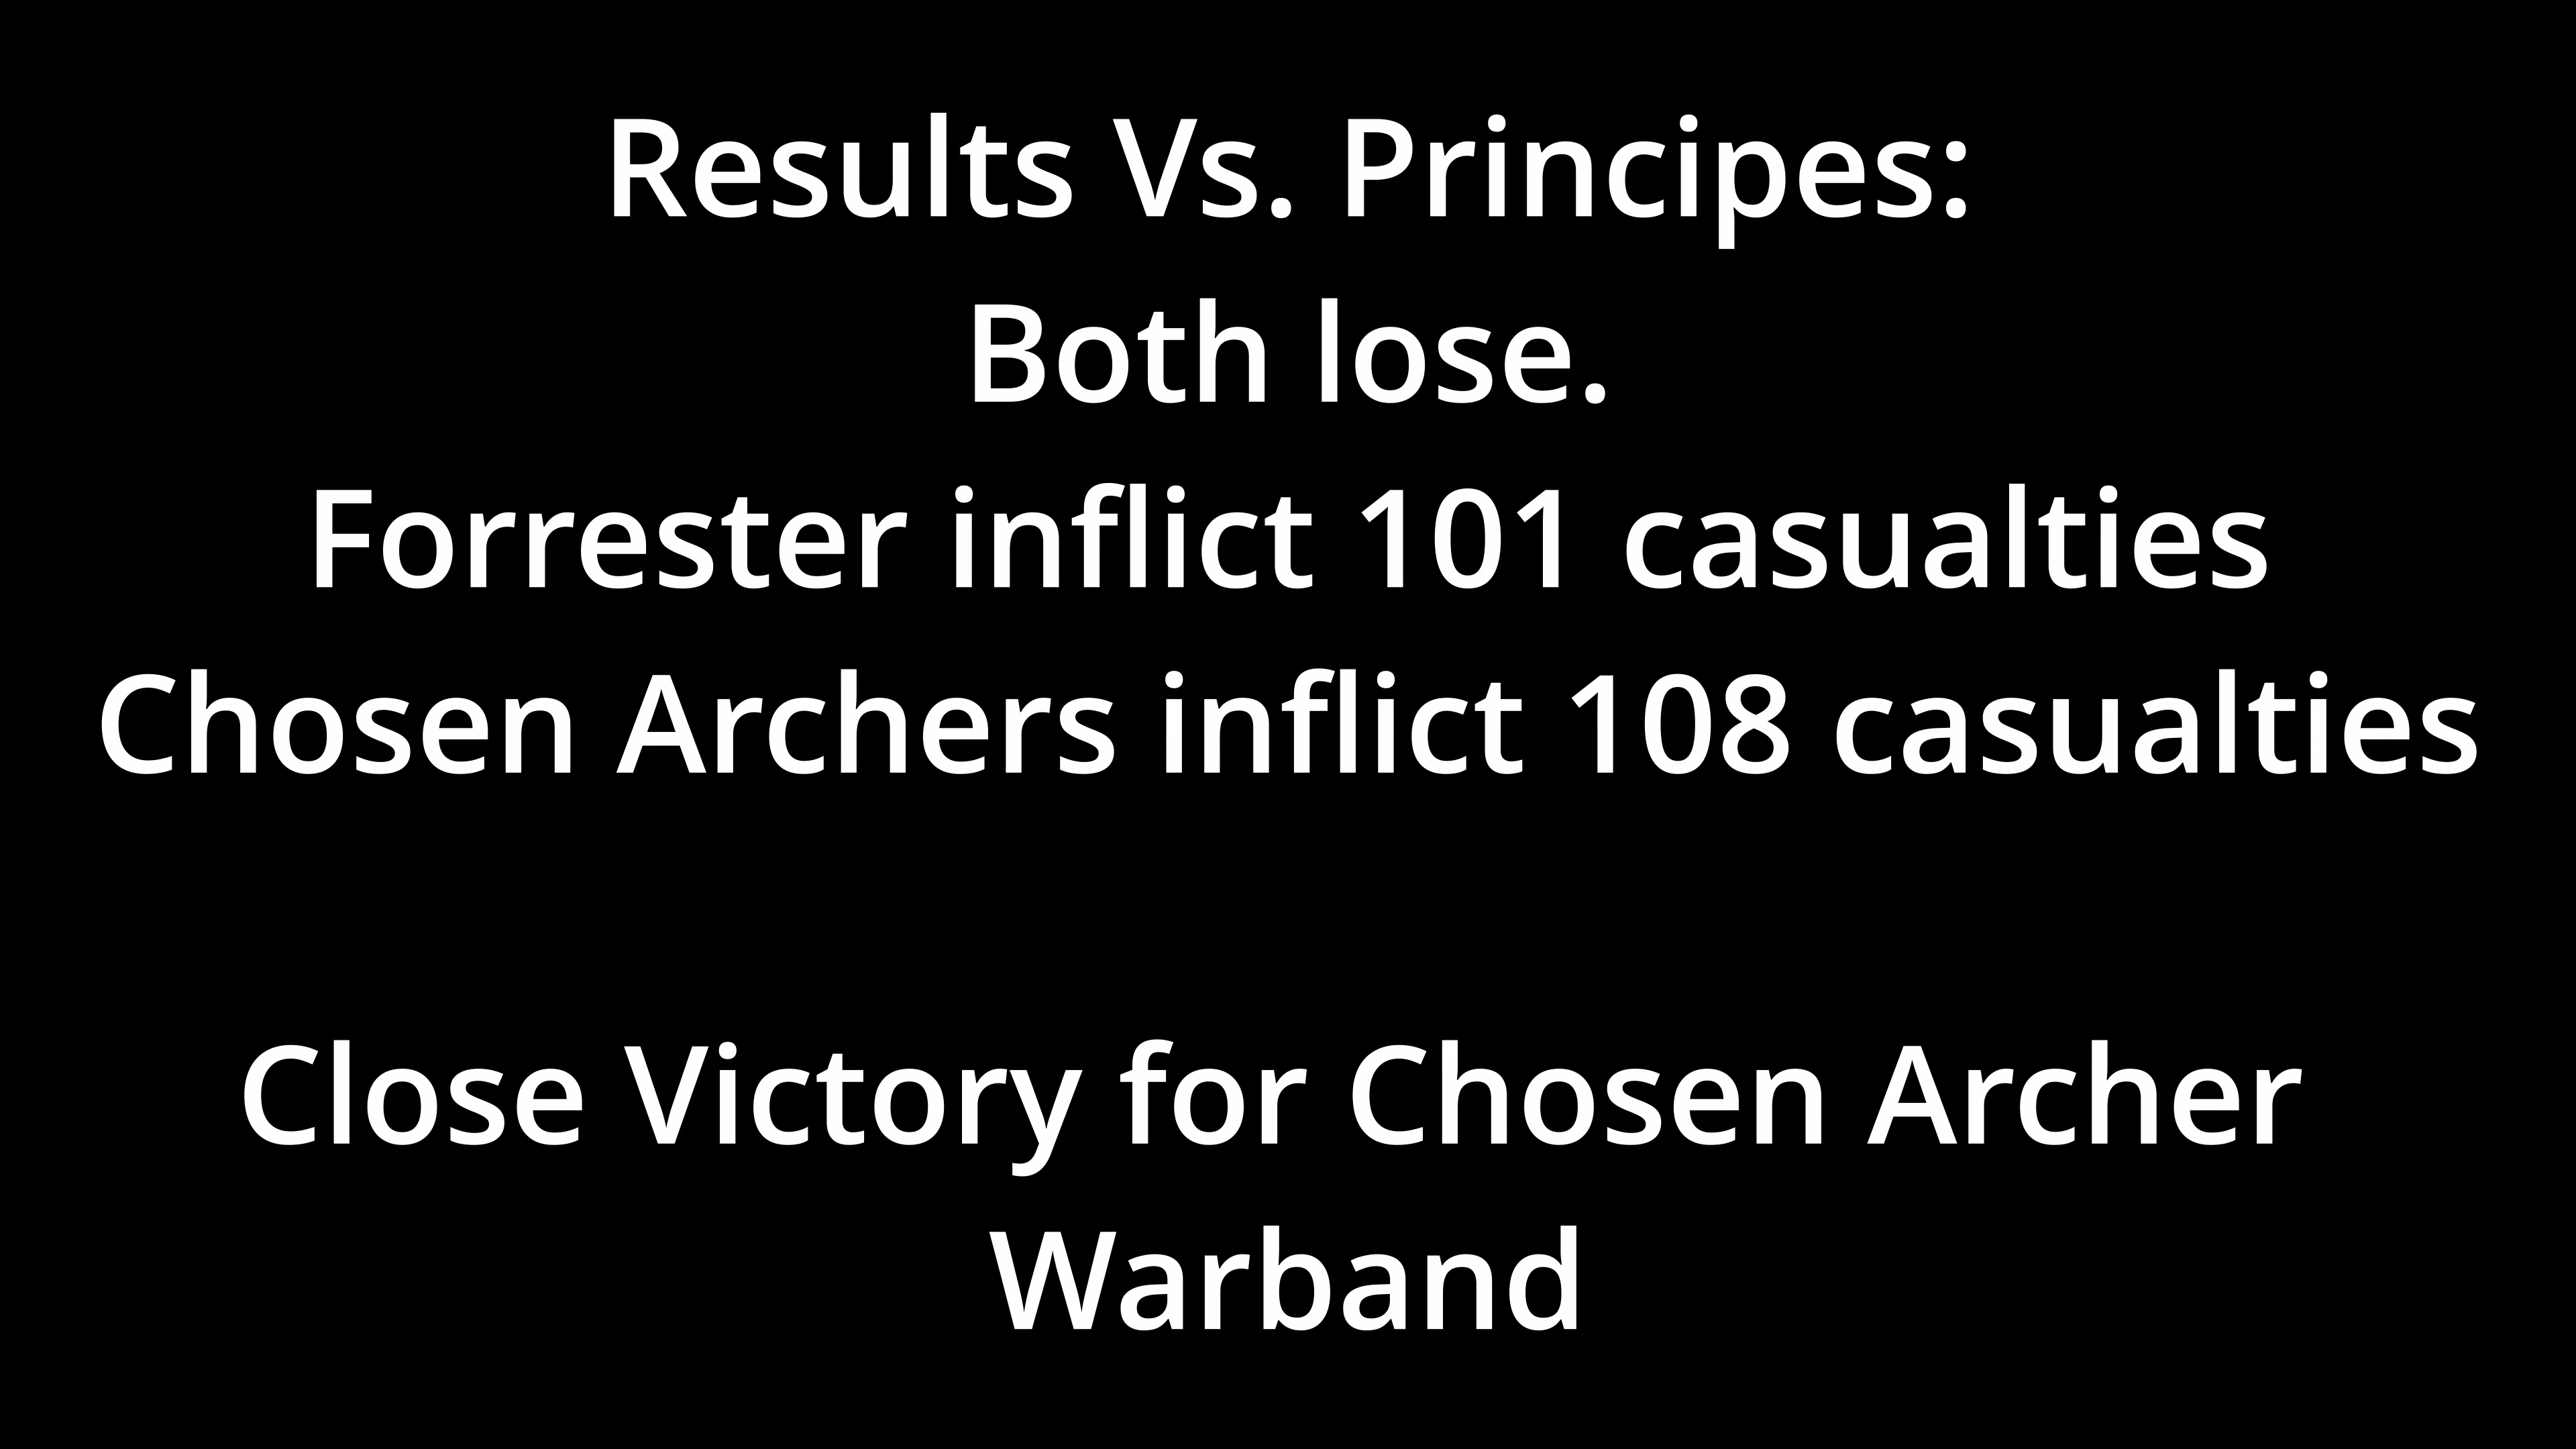 Results Vs. Principes:
Both lose.
Forrester inflict 101 casualties
Chosen Archers inflict 108 casualties
Close Victory for Chosen Archer
Warband